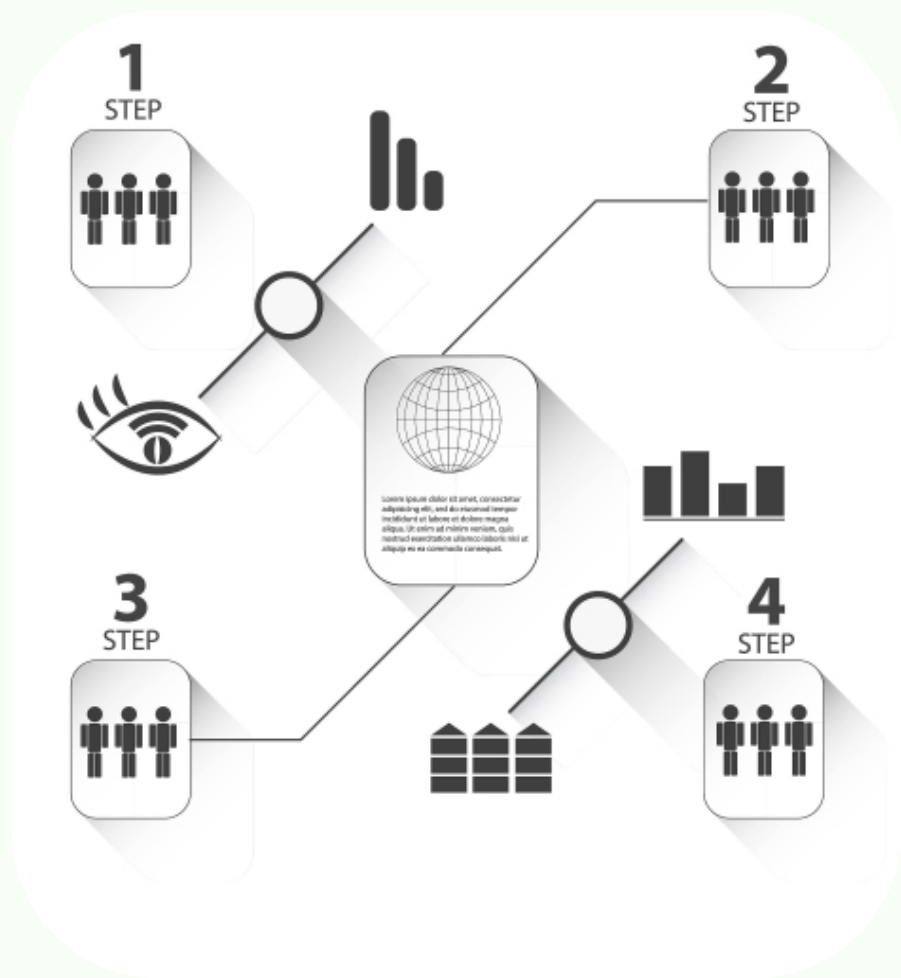 1
STEP
2
STEP
Lorem ipsum dolor sit amet, consectetur
adipiscing elit, sed do eiusmod tempor
incididunt ut labore et dolore magna
aliqua. Ut enim ad minim veniam, quis
nostrud exercitation ullamco laboris nisi ut
aliquip ex ea commodo consequat.
3
STEP
4
STEP